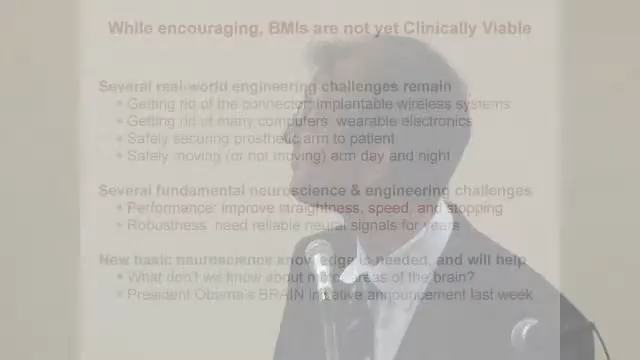 While encouraging, BMIs are not yet Clinically Viable
Several real-world engineering challenges remain
• Getting rid of the connector: implantable wireless systems
• Getting rid of many computers: wearable electronics
• Safely securing prosthetic arm to patient
• Safely moving (or not moving) arm day and night
Several fundamental neuroscience & engineering challenges
• Performance: improve straightness, speed, and stopping
• Robustness: need reliable neural signals for years
New basic neuroscience knowledge is needed, and will help
• What don't we know about motor areas of the brain?
• President Obama's BRAIN initiative announcement last week